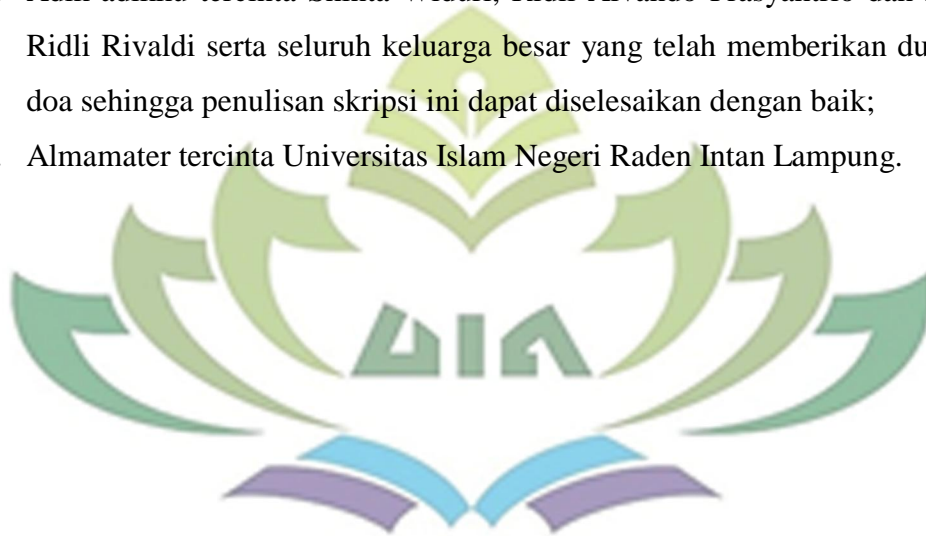 Ridli Rivaldi serta seluruh keluarga besar yang telah memberikan du
doa sehingga penulisan skripsi ini dapat diselesaikan dengan baik;
Almamater tercinta Universitas Islam Negeri Raden Intan Lampung.
UIN